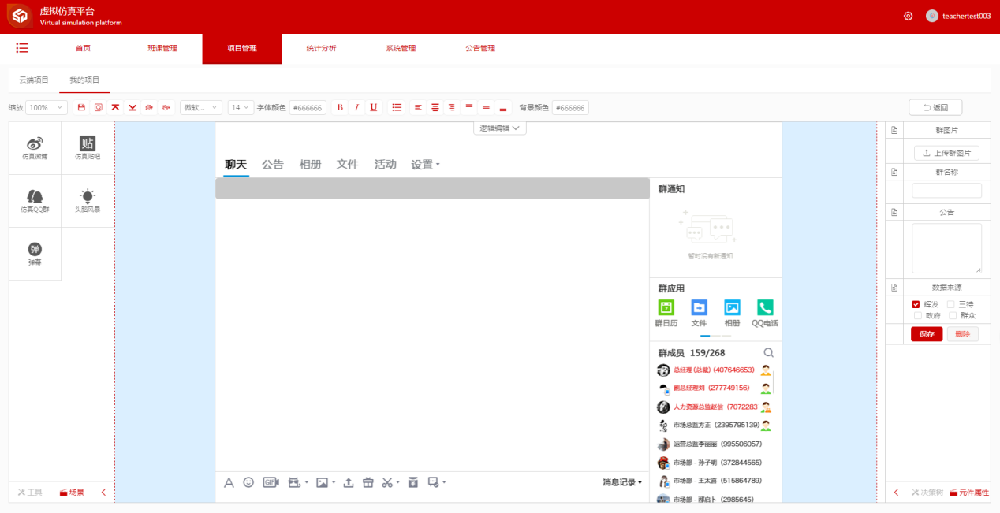 虚拟仿真平台
Virtual simulation platform
teachertest003
首页 班课管理 项目管理 统计分析 系统管理 公告管理
云端项目 我的项目
缩放 100% 微软... 14 字体颜色 #666666 B I U 背景颜色 #666666 返回
逻辑编辑
仿真微博 贴 仿真贴吧
仿真QQ群 头脑风暴
弹 弹幕
聊天 公告 相册 文件 活动 设置
群通知
暂时没有新通知
群应用
群日历 文件 相册 QQ电话
群成员 159/268
总经理(总裁) (407646653)
副总经理刘 (277749156)
人力资源总监赵信 (7072283
市场总监方正 (2395795139)
运营总监李丽丽 (995506057)
市场部 - 孙子明 (372844565)
市场部 - 王太喜 (515864789)
(2985645)
GIF
消息记录
群图片
上传群图片
群名称
公告
数据来源
辉发 三特
政府 群众
保存 删除
工具 场景
决策树 元件属性